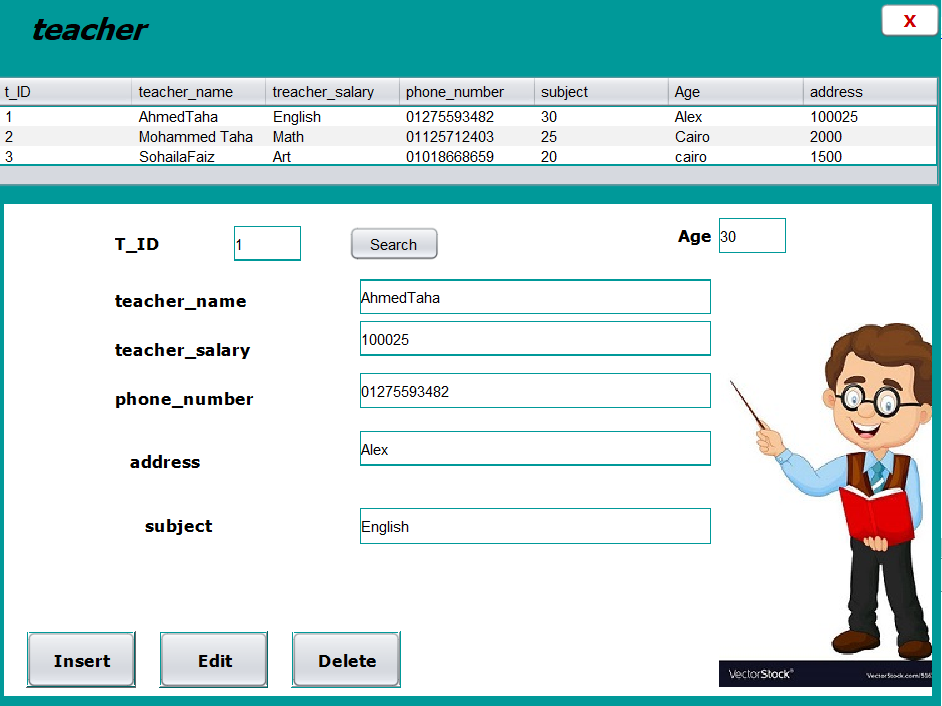 teacher
X
t_ID teacher_name treacher_salary phone_number subject Age address
1 AhmedTaha English 01275593482 30 Alex 100025
2 Mohammed Taha Math 01125712403 25 Cairo 2000
3 SohailaFaiz Art 01018668659 20 cairo 1500
T_ID 1 Search Age 30
teacher_name AhmedTaha
teacher_salary 100025
phone_number 01275593482
address Alex
subject English
Insert Edit Delete
VectorStock® VectorStock.com/556